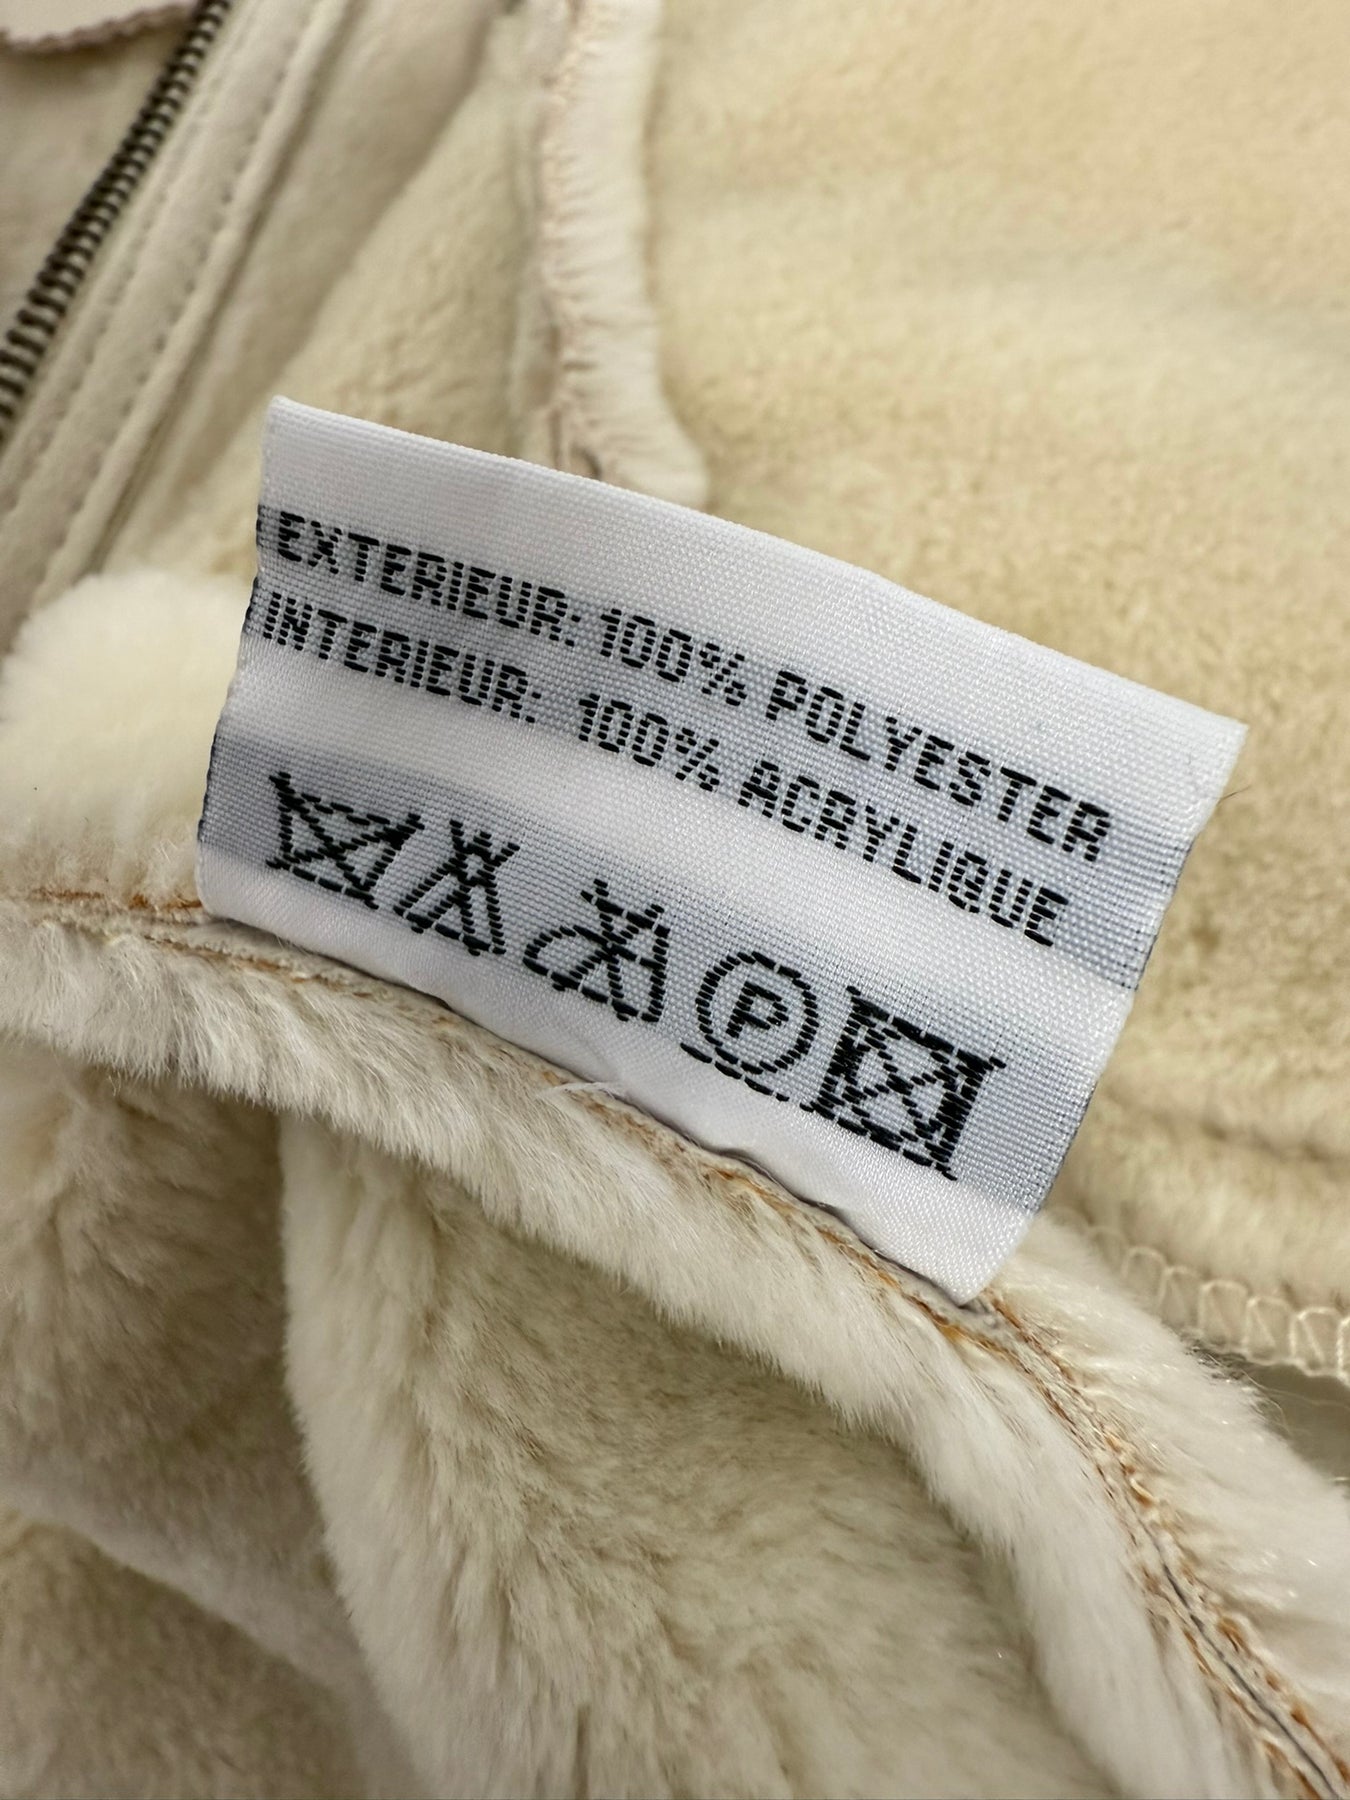 EXTERIEUR: 100% POLYESTER
INTERIEUR: 100% ACRYLIQUE
P